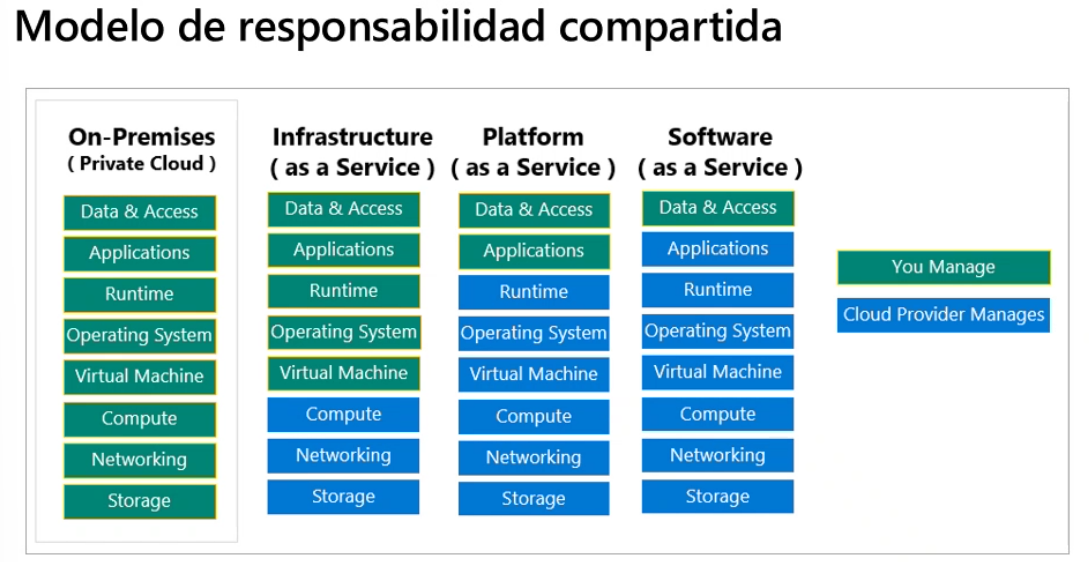 Modelo de responsabilidad compartida
On-Premises
( Private Cloud )
Data & Access
Applications
Runtime
Operating System
Virtual Machine
Compute
Networking
Storage
Infrastructure
( as a Service )
Data & Access
Applications
Runtime
Operating System
Virtual Machine
Compute
Networking
Storage
Platform
( as a Service )
Data & Access
Applications
Runtime
Operating System
Virtual Machine
Compute
Networking
Storage
Software
( as a Service )
Data & Access
Applications
Runtime
Operating System
Virtual Machine
Compute
Networking
Storage
You Manage
Cloud Provider Manages